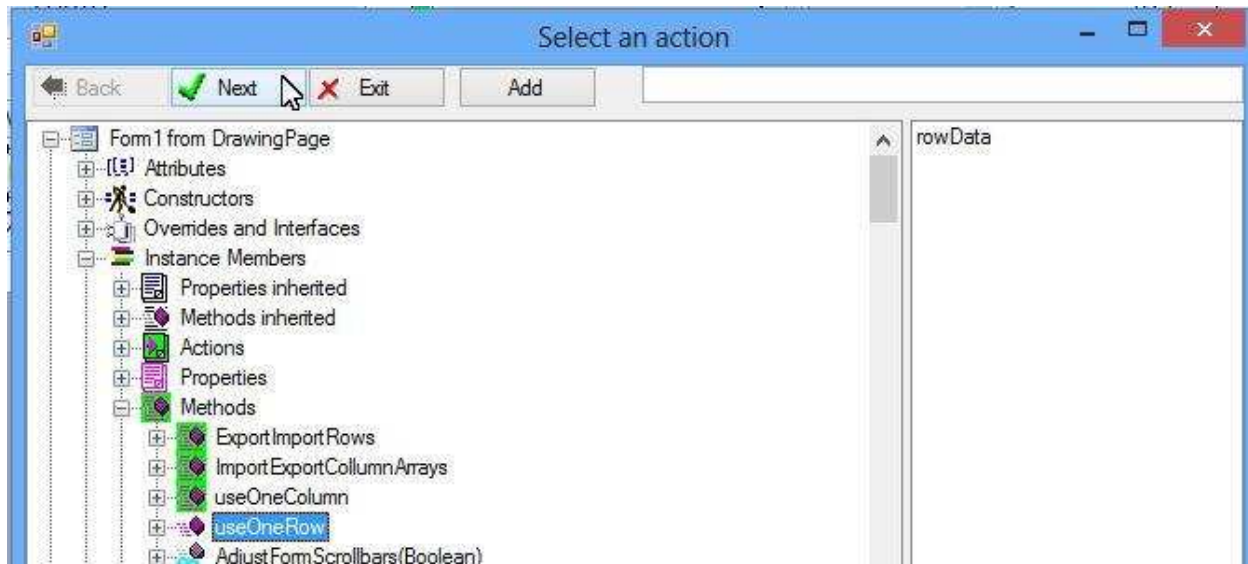 Select an action
Back Next Exit Add
Form1 from DrawingPage
rowData
Attributes
Constructors
Overrides and Interfaces
Instance Members
Properties inherited
Methods inherited
Actions
Properties
Methods
ExportImportRows
ImportExportCollumnArrays
useOneColumn
useOneRow
AdjustFormScrollbars(Boolean)